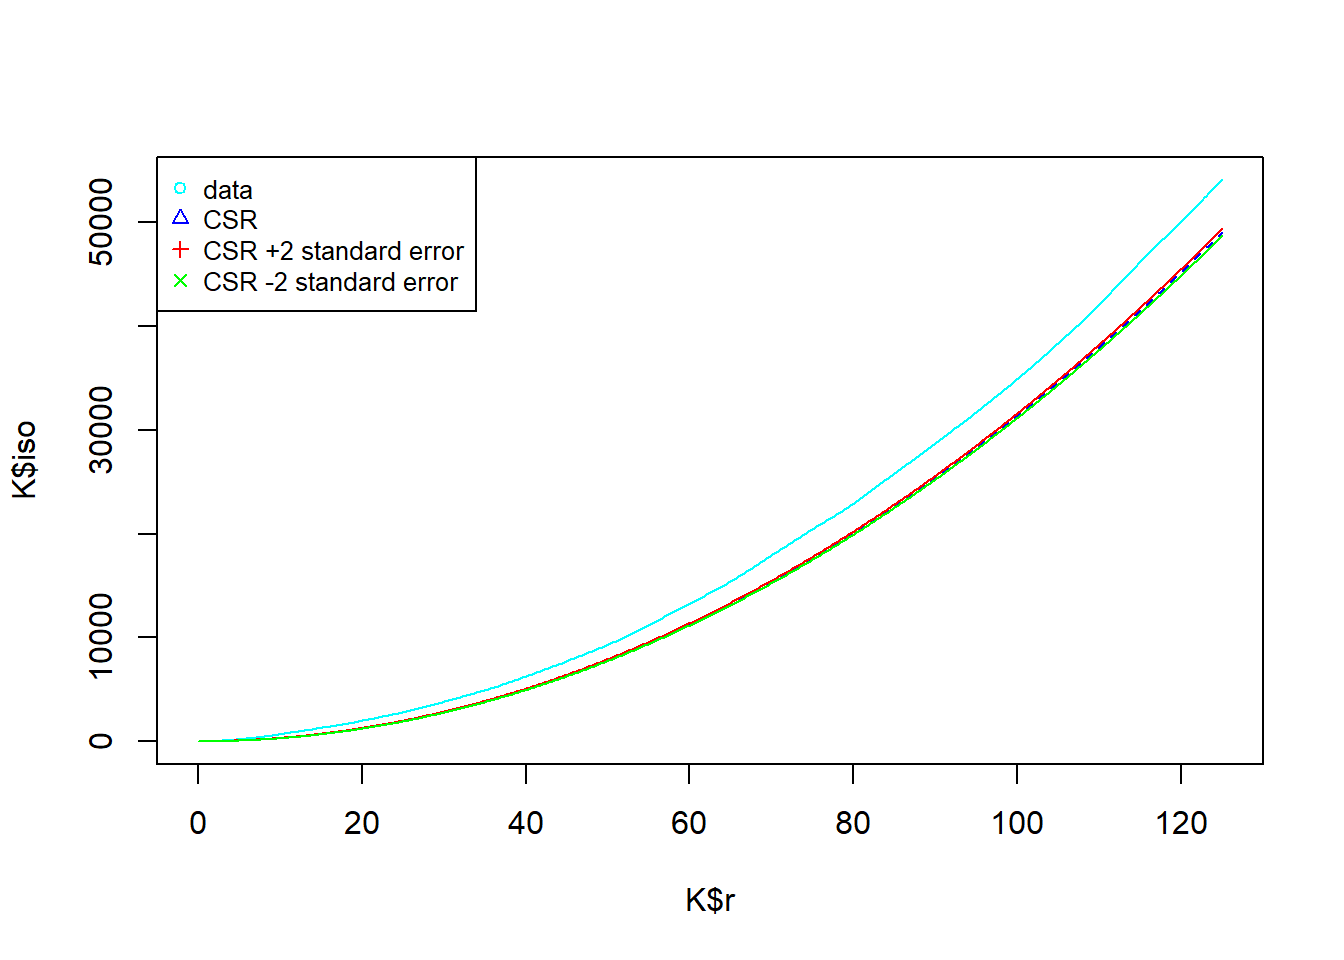 data
CSR
CSR +2 standard error
CSR -2 standard error
50000
30000
10000
0
K$iso
0 20 40 60 80 100 120
K$r